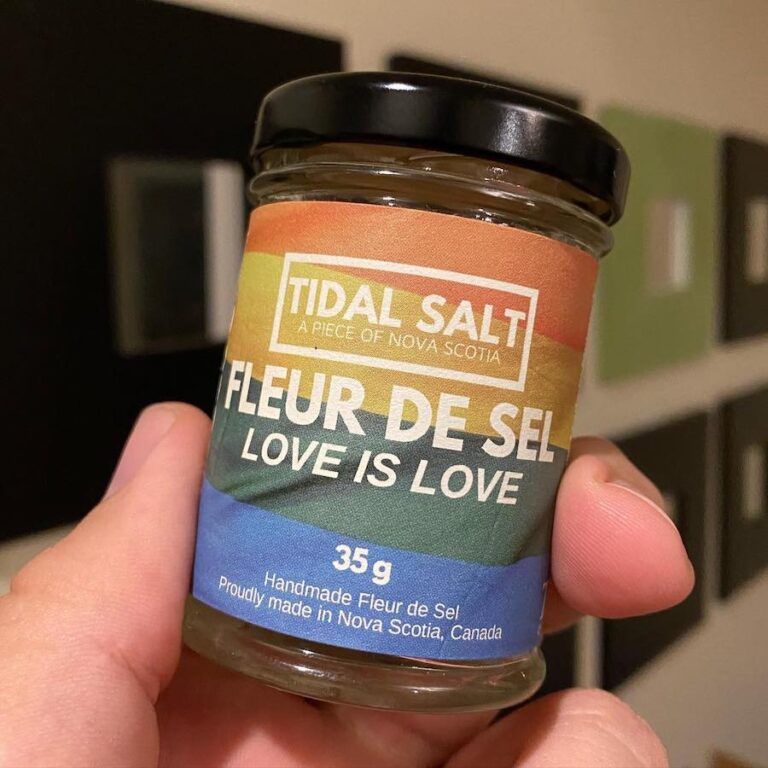 TIDAL SALT
A PIECE OF NOVA SCOTIA
FLEUR DE SEL
LOVE IS LOVE
35g
Handmade Fleur de Sel
Proudly made in Nova Scotia, Canada